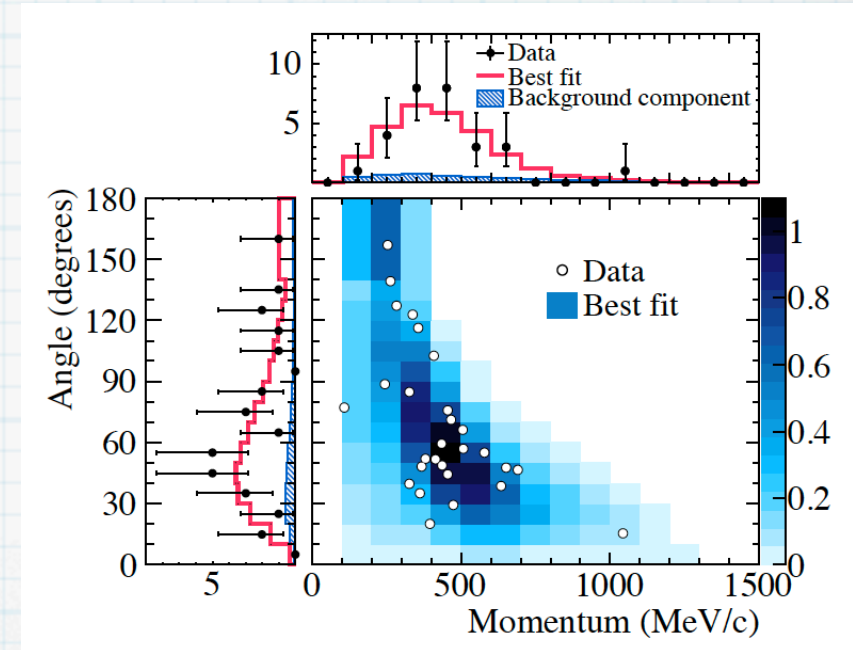 10
5
Data
Best fit
Background component
Angle (degrees)
180
150
120
90
60
30
0
5
Data
Best fit
1
0.8
0.6
0.4
0.2
0
0
500
1000
1500
Momentum (MeV/c)